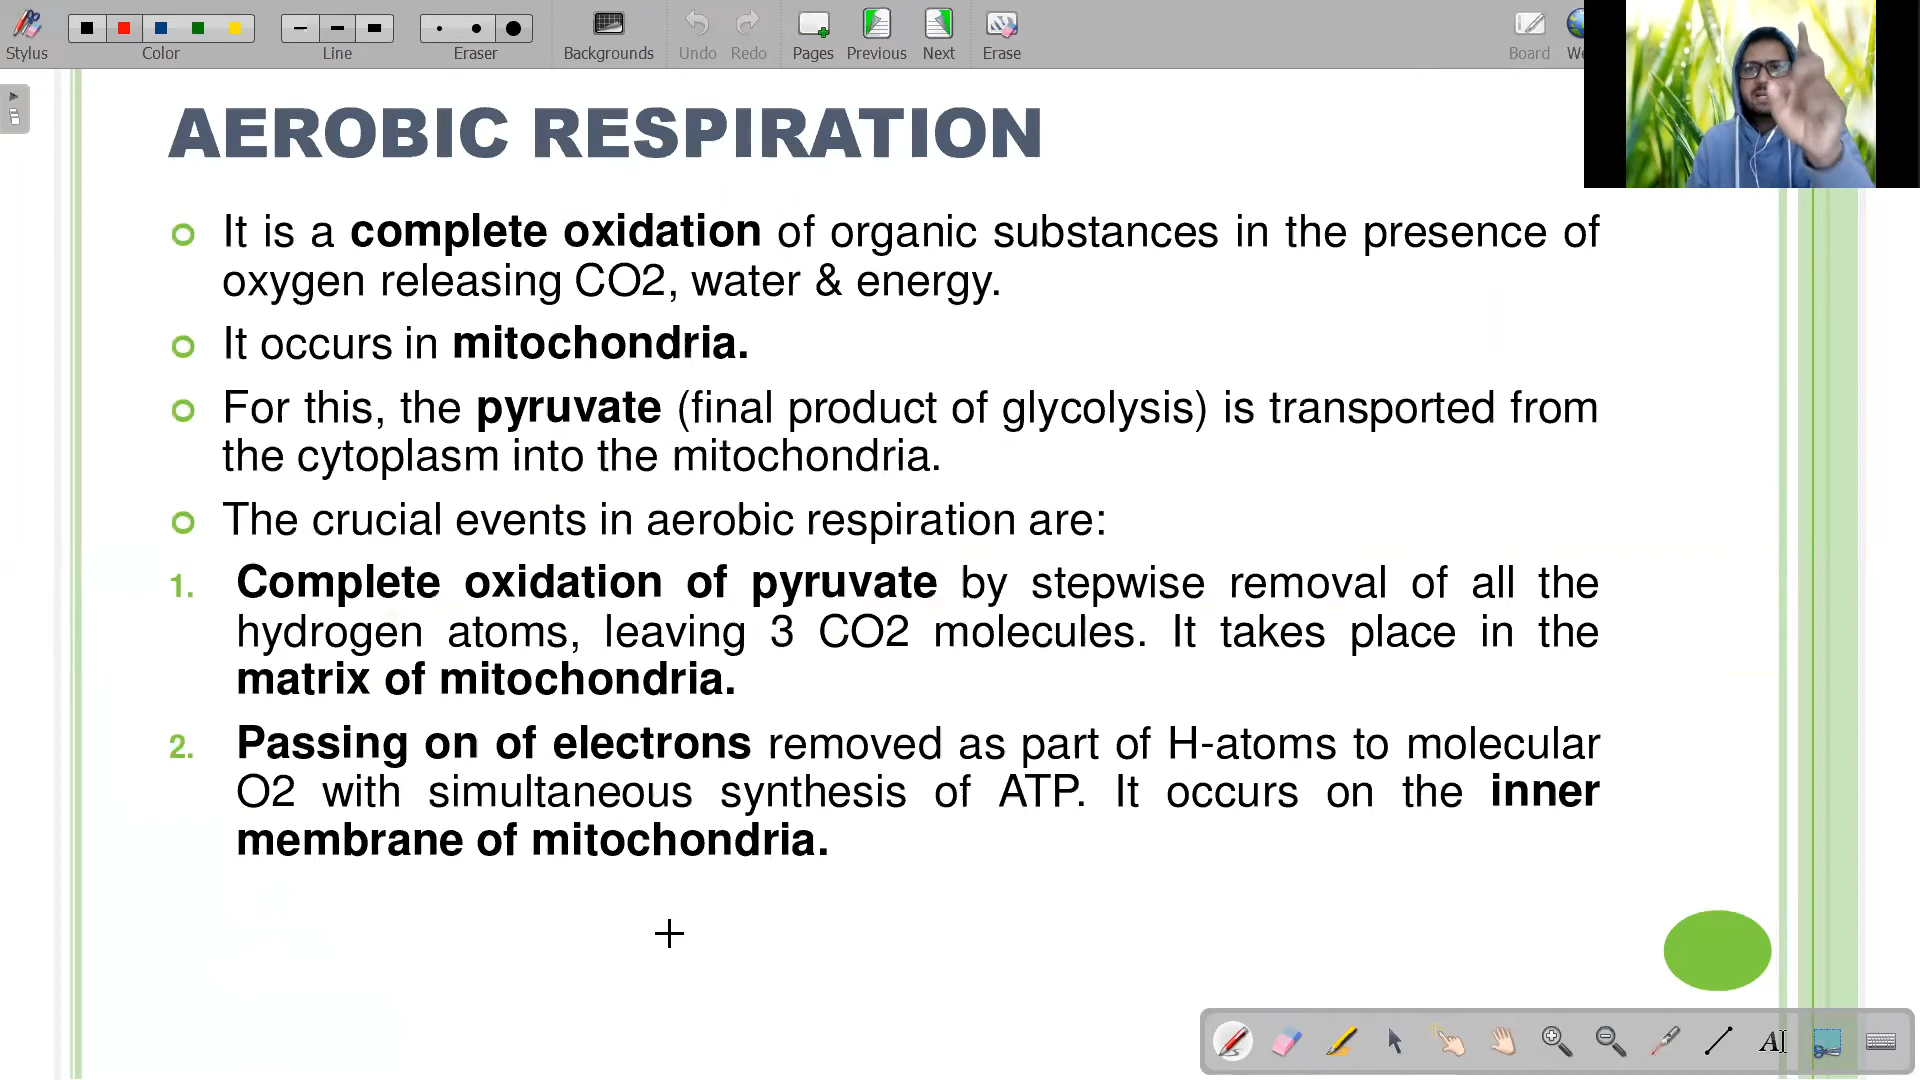 Stylus
Color
Line
Eraser
Backgrounds
Undo
Redo
Pages
Previous
Next
Erase
Board
AEROBIC RESPIRATION
It is a complete oxidation of organic substances in the presence of
oxygen releasing CO2, water & energy.
It occurs in mitochondria.
For this, the pyruvate (final product of glycolysis) is transported from
the cytoplasm into the mitochondria.
The crucial events in aerobic respiration are:
1. Complete oxidation of pyruvate by stepwise removal of all the
hydrogen atoms, leaving 3 CO2 molecules. It takes place in the
matrix of mitochondria.
2. Passing on of electrons removed as part of H-atoms to molecular
O2 with simultaneous synthesis of ATP. It occurs on the inner
membrane of mitochondria.